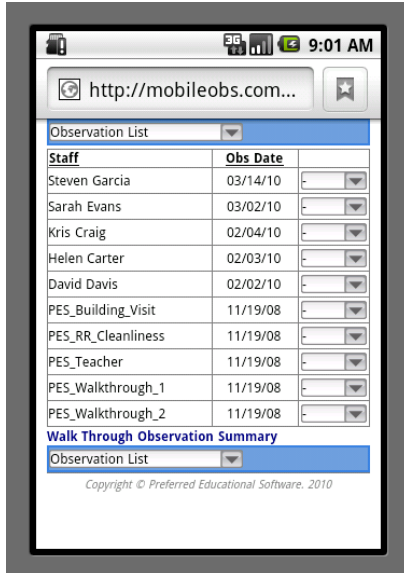 3G 9:01 AM
http://mobileobs.com...
Observation List
Staff Obs Date
Steven Garcia 03/14/10 -
Sarah Evans 03/02/10 -
Kris Craig 02/04/10 -
Helen Carter 02/03/10 -
David Davis 02/02/10 -
PES_Building_Visit 11/19/08 -
PES_RR_Cleanliness 11/19/08 -
PES_Teacher 11/19/08 -
PES_Walkthrough_1 11/19/08 -
PES_Walkthrough_2 11/19/08 -
Walk Through Observation Summary
Observation List
Copyright © Preferred Educational Software. 2010